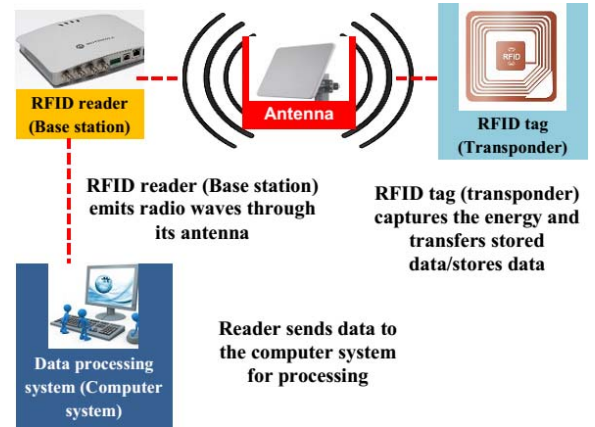 RFID reader
(Base station)
Antenna
RFID
RFID tag
(Transponder)
RFID reader (Base station)
emits radio waves through
its antenna
RFID tag (transponder)
captures the energy and
transfers stored
data/stores data
Data processing
system (Computer
system)
Reader sends data to
the computer system
for processing